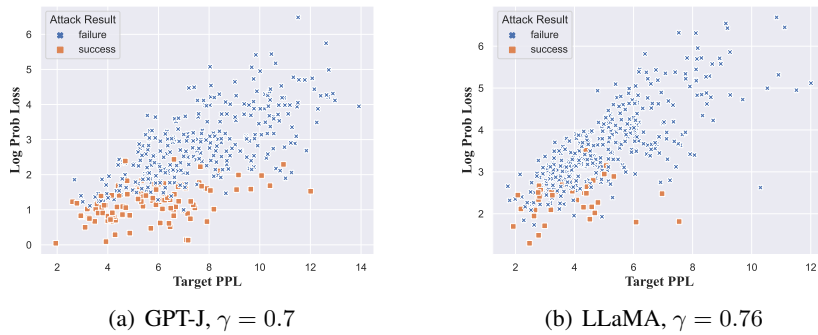 Attack Result
failure
success
6
5
4
3
2
1
0
Log Prob Loss
2 4 6 8 10 12 14
Target PPL
(a) GPT-J, γ = 0.7
Attack Result
failure
success
6
5
4
3
2
Log Prob Loss
2 4 6 8 10 12
Target PPL
(b) LLaMA, γ = 0.76